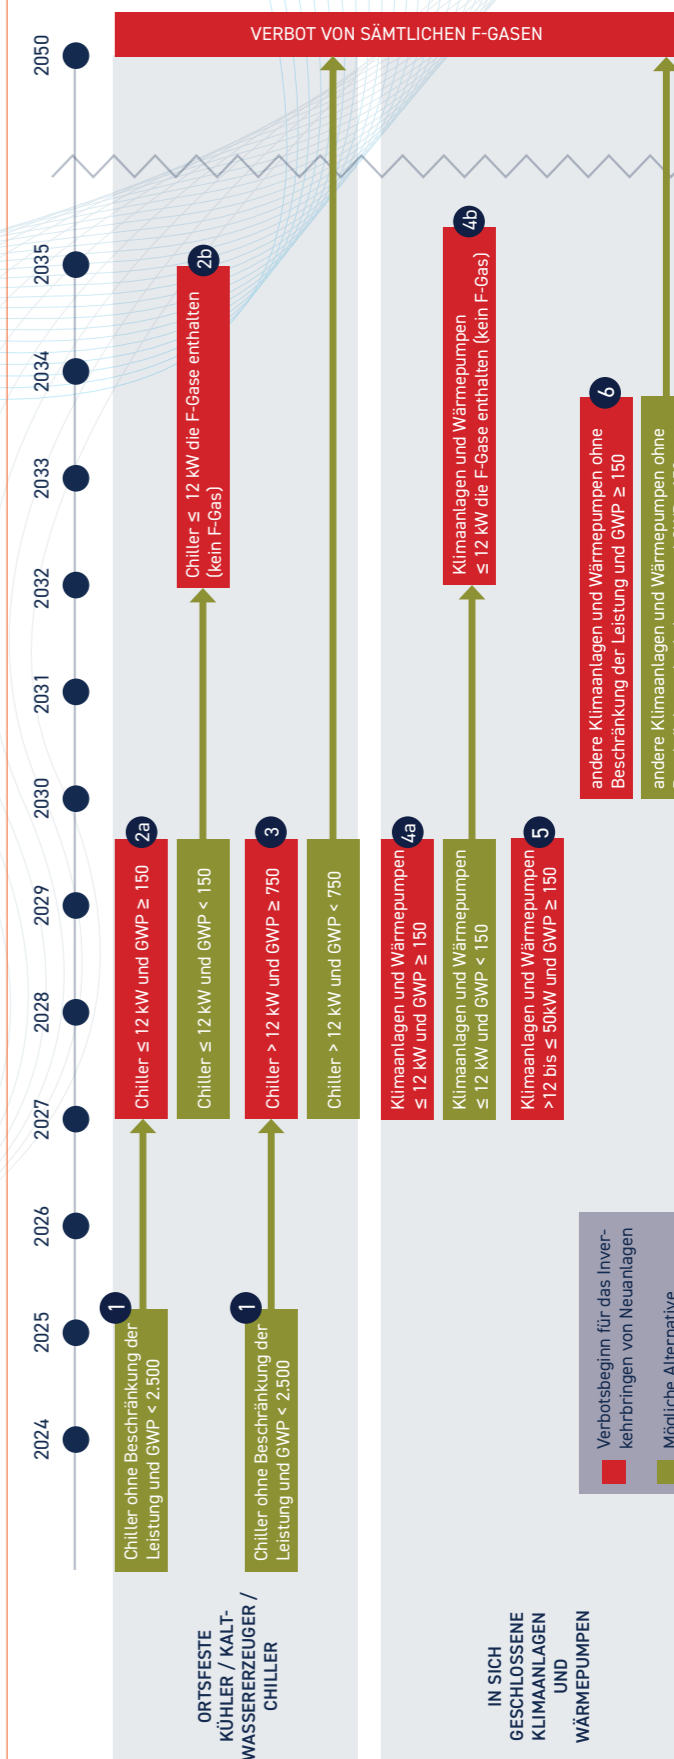 2024
2025
2026
2027
2028
2029
2030
2031
2032
2033
2034
2035
2050
VERBOT VON SÄMTLICHEN F-GASEN
ORTSFESTE
KÜHLER / KALT-
WASSERERZEUGER /
CHILLER
Chiller ohne Beschränkung der
Leistung und GWP < 2.500
1
Chiller ≤ 12 kW und GWP ≥ 150
2a
Chiller ≤ 12 kW und GWP < 150
Chiller ≤ 12 kW die F-Gase enthalten
(kein F-Gas)
2b
Chiller ohne Beschränkung der
Leistung und GWP < 2.500
1
Chiller > 12 kW und GWP ≥ 750
3
Chiller > 12 kW und GWP < 750
IN SICH
GESCHLOSSENE
KLIMAANLAGEN
UND
WÄRMEPUMPEN
Klimaanlagen und Wärmepumpen
≤ 12 kW und GWP ≥ 150
4a
Klimaanlagen und Wärmepumpen
≤ 12 kW und GWP < 150
Klimaanlagen und Wärmepumpen
≤ 12 kW die F-Gase enthalten (kein F-Gas)
4b
Klimaanlagen und Wärmepumpen
>12 bis ≤ 50kW und GWP ≥ 150
5
andere Klimaanlagen und Wärmepumpen ohne
Beschränkung der Leistung und GWP ≥ 150
6
andere Klimaanlagen und Wärmepumpen ohne
Verbotsbeginn für das Inver-
kehrbringen von Neuanlagen
Mögliche Alternative